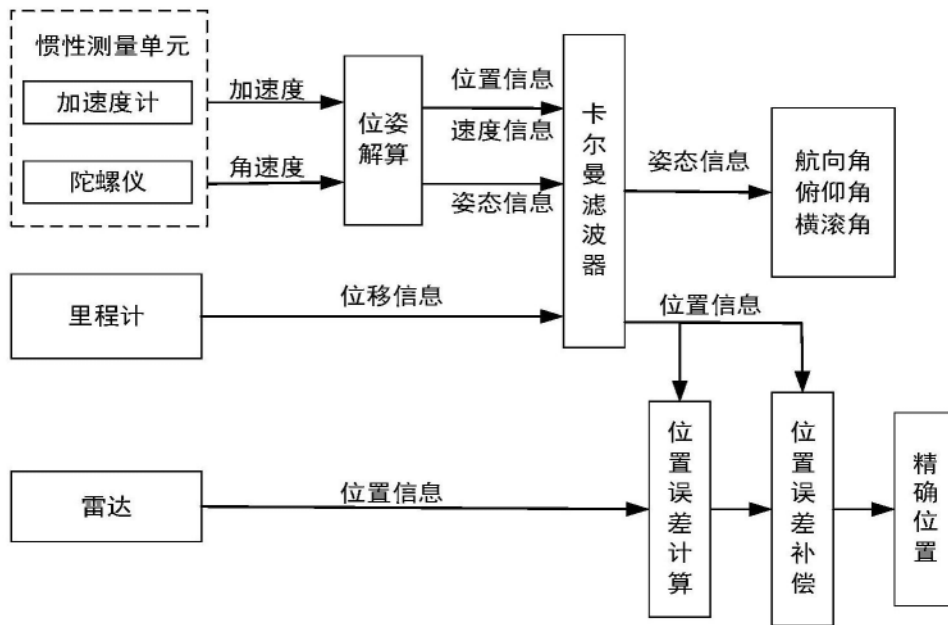 惯性测量单元
加速度计
陀螺仪
加速度
角速度
位姿
解算
位置信息
速度信息
姿态信息
卡尔曼滤波器
姿态信息
航向角
俯仰角
横滚角
里程计
位移信息
位置信息
雷达
位置信息
位置误差计算
位置误差补偿
精确位置